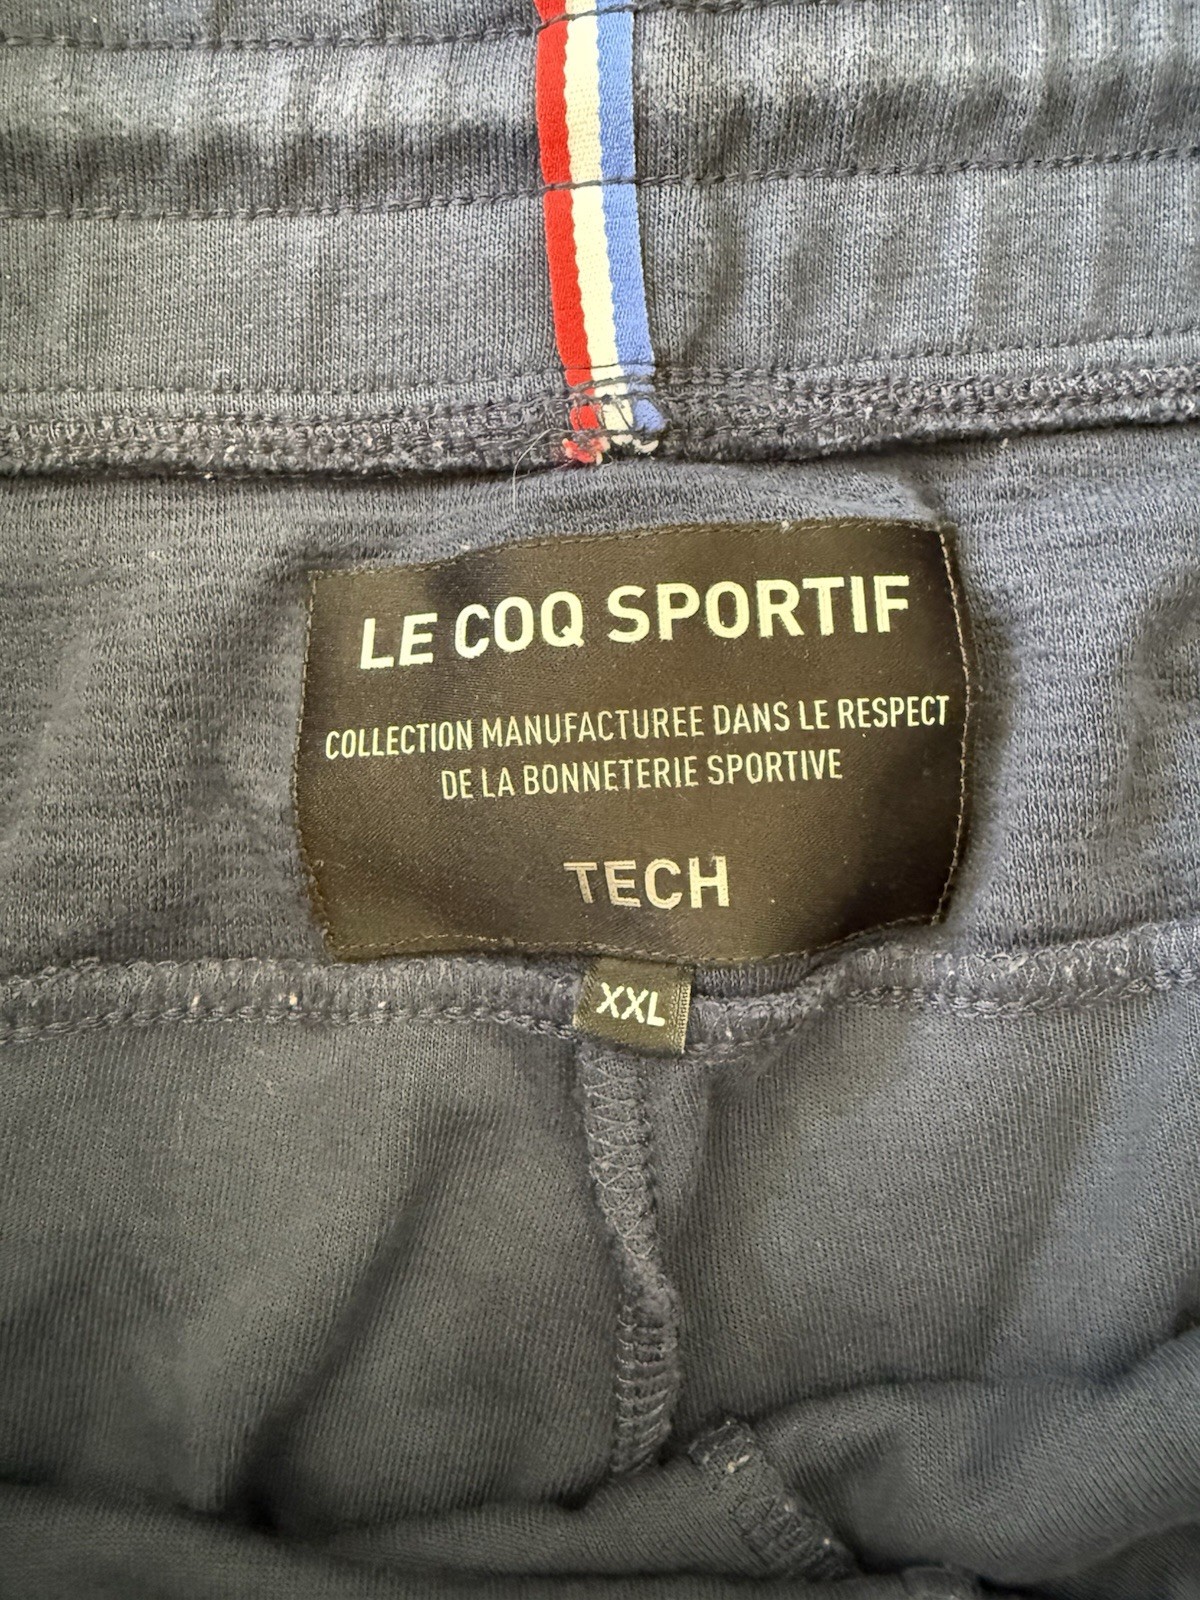 LE COQ SPORTIF
COLLECTION MANUFACTUREE DANS LE RESPECT
DE LA BONNETERIE SPORTIVE
TECH
XXL